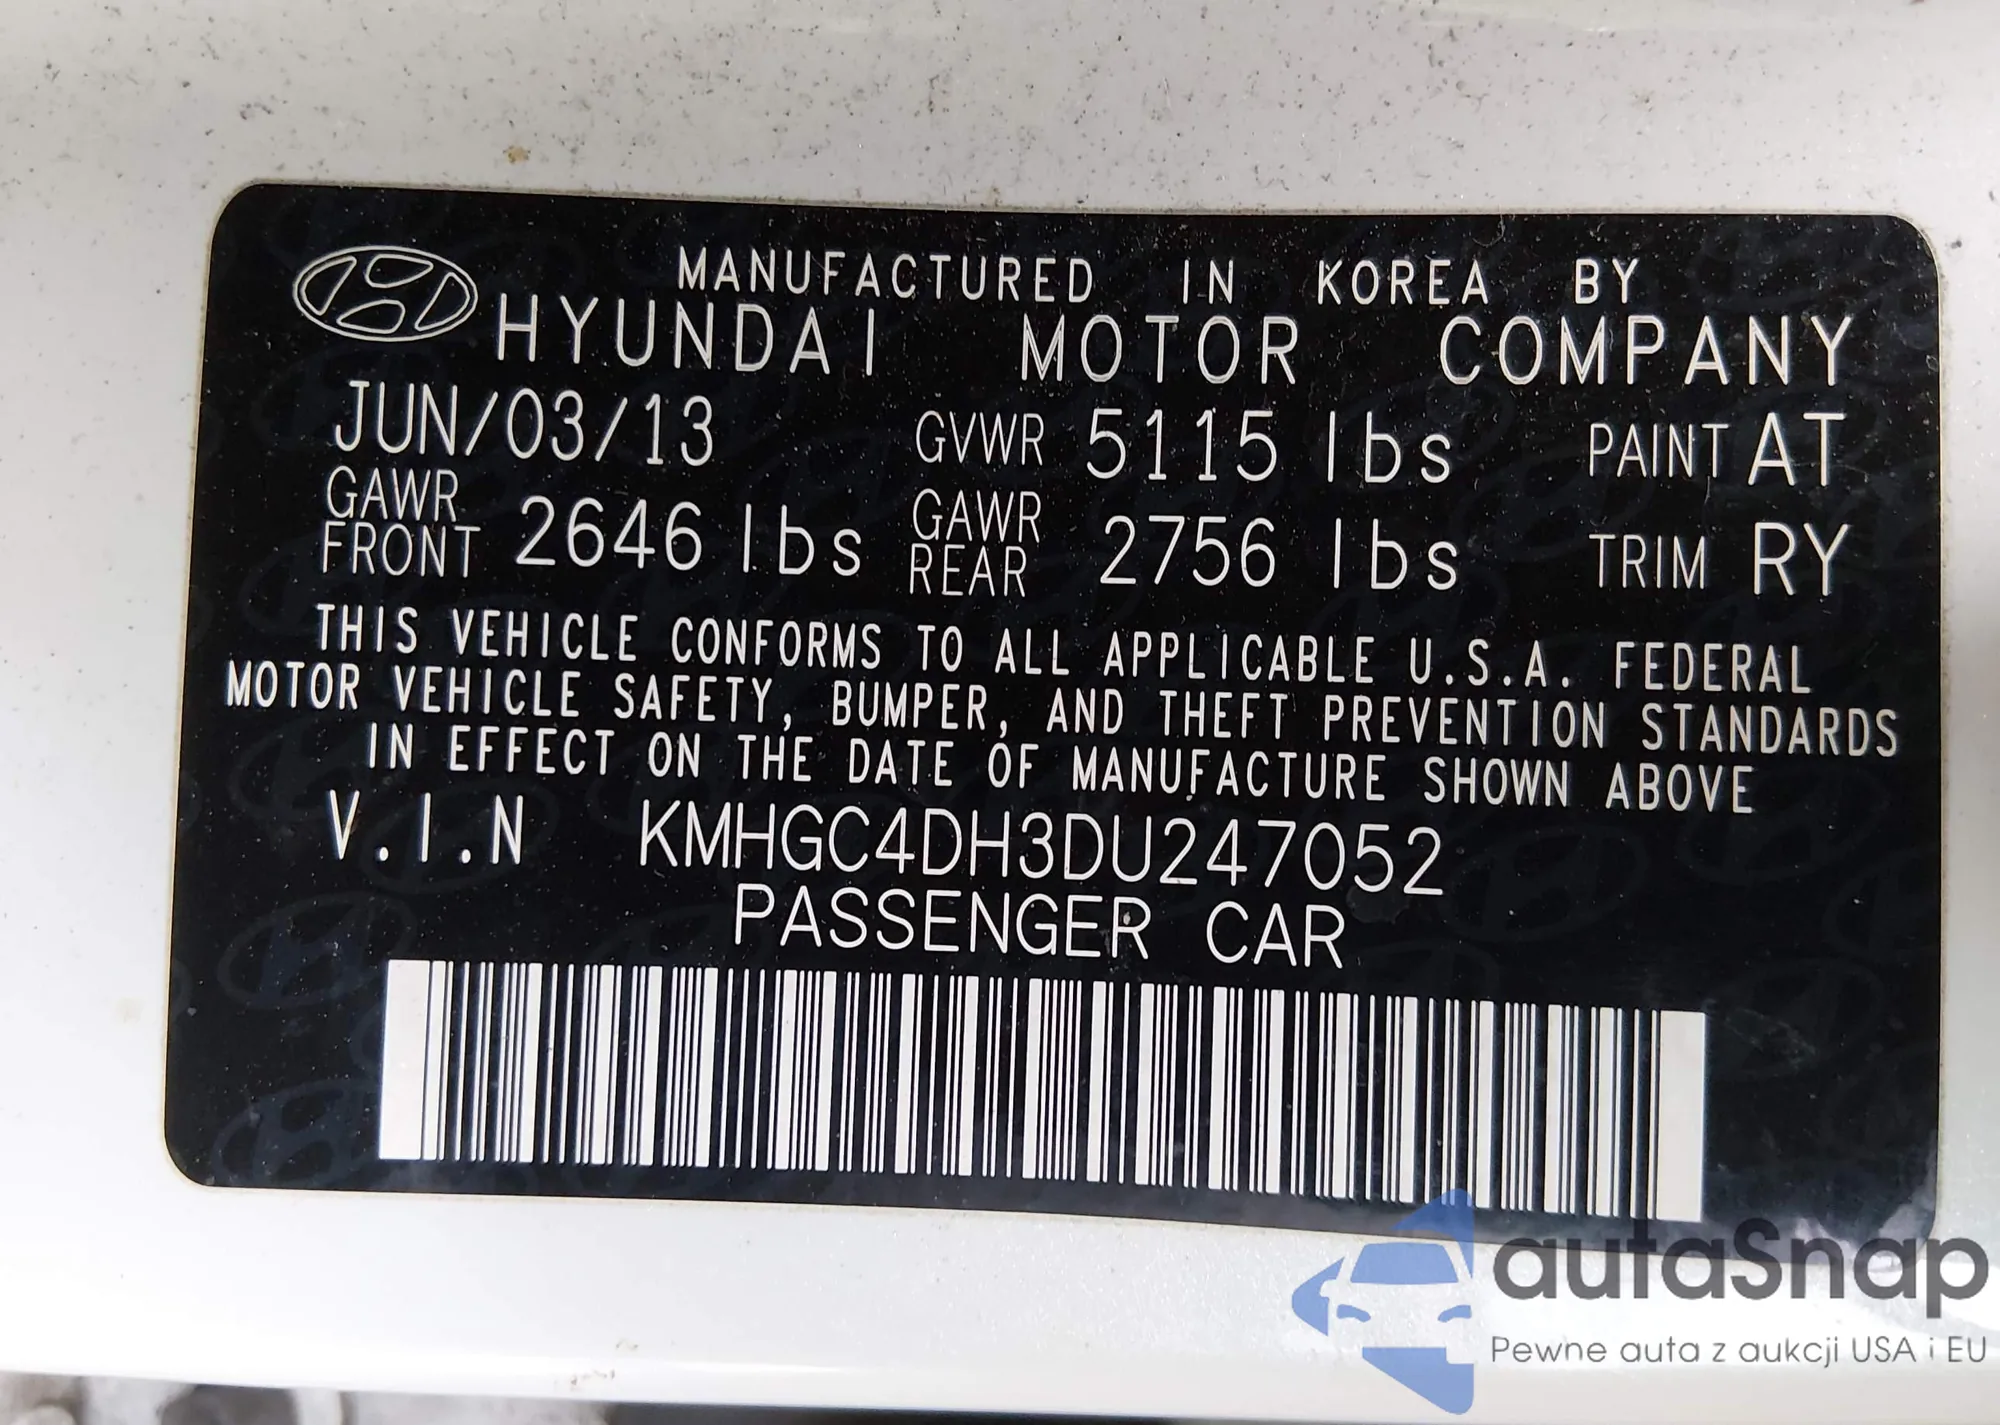 MANUFACTURED IN KOREA BY
HYUNDAI MOTOR COMPANY
JUN/03/13 GVWR 5115 lbs PAINT AT
GAWR FRONT 2646 lbs GAWR REAR 2756 lbs TRIM RY
THIS VEHICLE CONFORMS TO ALL APPLICABLE U.S.A. FEDERAL
MOTOR VEHICLE SAFETY, BUMPER, AND THEFT PREVENTION STANDARDS
IN EFFECT ON THE DATE OF MANUFACTURE SHOWN ABOVE
V.I.N KMHGC4DH3DU247052
PASSENGER CAR
autaSnap
Pewne auta z aukcji USA i EU